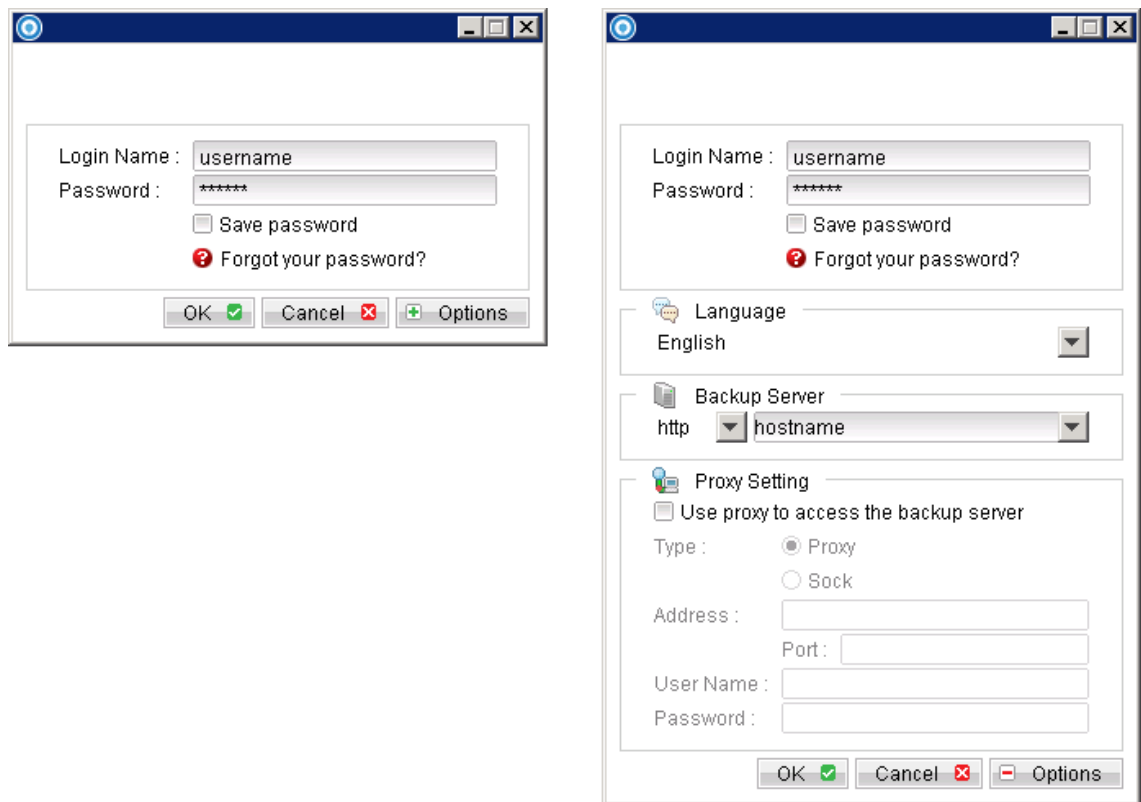 Login Name : username
Password : ******
Save password
Forgot your password?
OK Cancel Options
Login Name : username
Password : ******
Save password
Forgot your password?
Language
English
Backup Server
http hostname
Proxy Setting
Use proxy to access the backup server
Type : Proxy
Sock
Address :
Port :
User Name :
Password :
OK Cancel Options